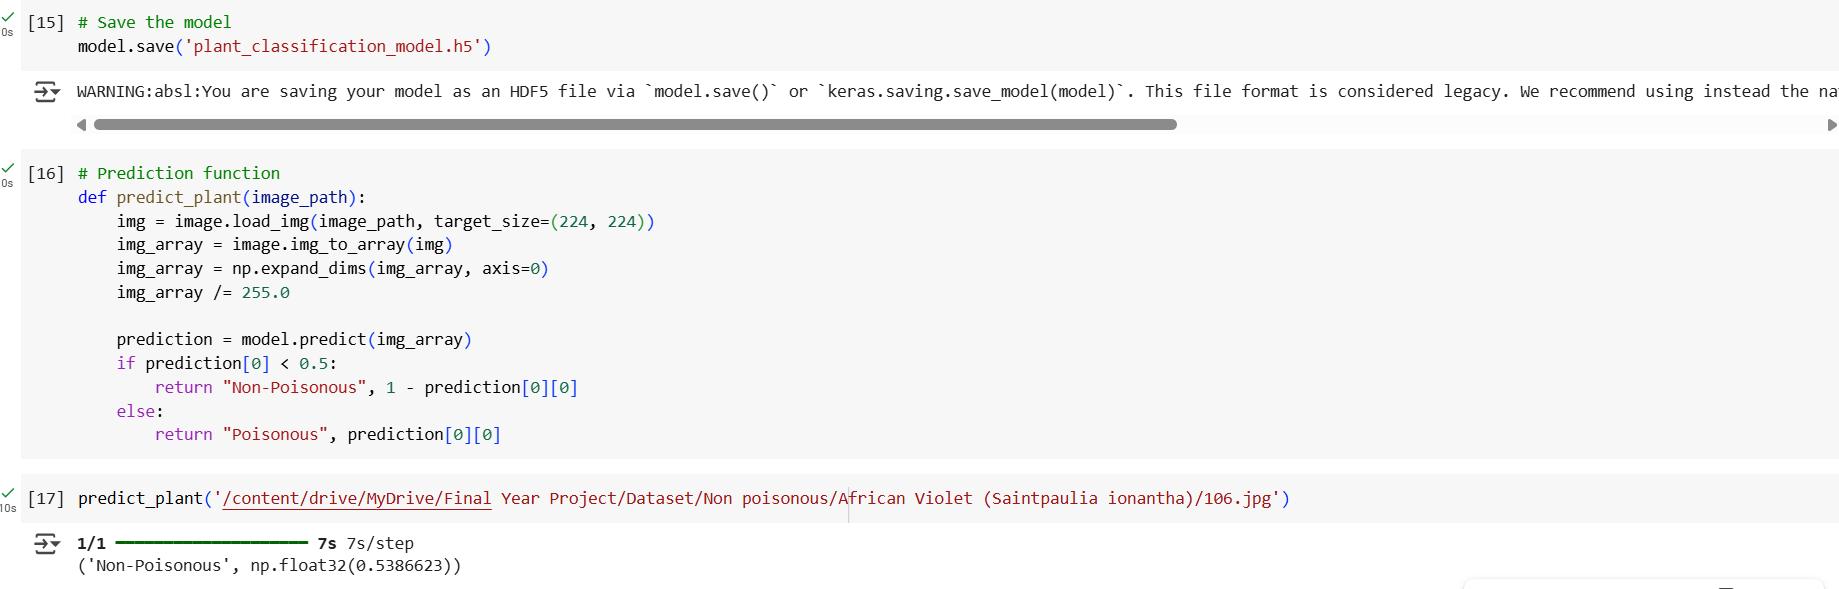 [15] # Save the model
model.save('plant_classification_model.h5')
0s
WARNING:absl:You are saving your model as an HDF5 file via `model.save()` or `keras.saving.save_model(model)`. This file format is considered legacy. We recommend using instead the na
[16] # Prediction function
0s
def predict_plant(image_path):
img = image.load_img(image_path, target_size=(224, 224))
img_array = image.img_to_array(img)
img_array = np.expand_dims(img_array, axis=0)
img_array /= 255.0
prediction = model.predict(img_array)
if prediction[0] < 0.5:
return "Non-Poisonous", 1 - prediction[0][0]
else:
return "Poisonous", prediction[0][0]
[17] predict_plant('/content/drive/MyDrive/Final Year Project/Dataset/Non poisonous/African Violet (Saintpaulia ionantha)/106.jpg')
10s
1/1 7s 7s/step
('Non-Poisonous', np.float32(0.5386623))